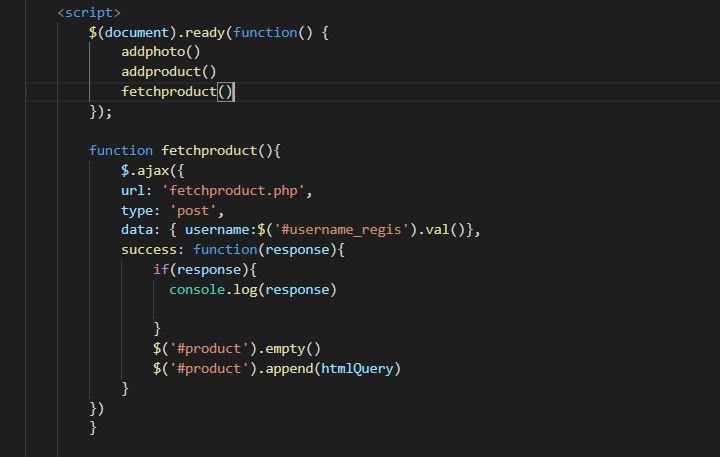 <script>
$(document).ready(function() {
addphoto()
addproduct()
fetchproduct()
});
function fetchproduct(){
$.ajax({
url: 'fetchproduct.php',
type: 'post',
data: { username:$('#username_regis').val()},
success: function(response){
if(response){
console.log(response)
}
$('#product').empty()
$('#product').append(htmlQuery)
}
})
}